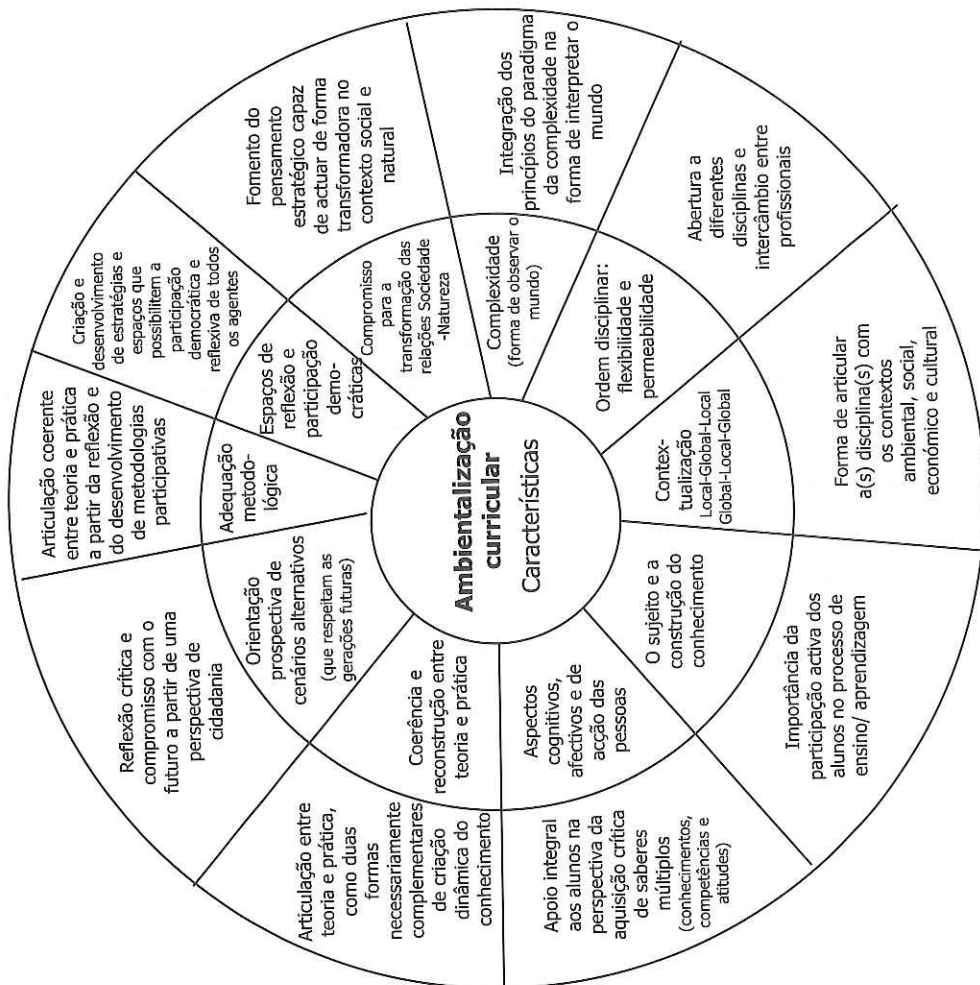 Ambientalização
curricular
Características
Compromisso
para a
transformação das
relações Sociedade
-Natureza
Fomento do
pensamento
estratégico capaz
de actuar de forma
transformadora no
contexto social e
natural
Complexidade
(forma de observar o
mundo)
Integração dos
princípios do paradigma
da complexidade na
forma de interpretar o
mundo
Ordem disciplinar:
flexibilidade e
permeabilidade
Abertura a
diferentes
disciplinas e
intercâmbio entre
profissionais
Contex-
tualização
Local-Global-Local
Global-Local-Global
Forma de articular
a(s) disciplina(s) com
os contextos
ambiental, social,
económico e cultural
O sujeito e a
construção do
conhecimento
Importância da
participação activa dos
alunos no processo de
ensino/ aprendizagem
Aspectos
cognitivos,
afectivos e de
acção das
pessoas
Apoio integral
aos alunos na
perspectiva da
aquisição crítica
de saberes
múltiplos
(conhecimentos,
competências e
atitudes)
Coerência e
reconstrução entre
teoria e prática
Articulação entre
teoria e prática,
como duas
formas
necessariamente
complementares
de criação
dinâmica do
conhecimento
Orientação
prospectiva de
cenários alternativos
(que respeitam as
gerações futuras)
Reflexão crítica e
compromisso com o
futuro a partir de uma
perspectiva de
cidadania
Adequação
metodo-
lógica
Articulação coerente
entre teoria e prática
a partir da reflexão e
do desenvolvimento
de metodologias
participativas
Espaços de
reflexão e
participação
demo-
cráticas
Criação e
desenvolvimento
de estratégias e
espaços que
possibilitem a
participação
democrática e
reflexiva de todos
os agentes